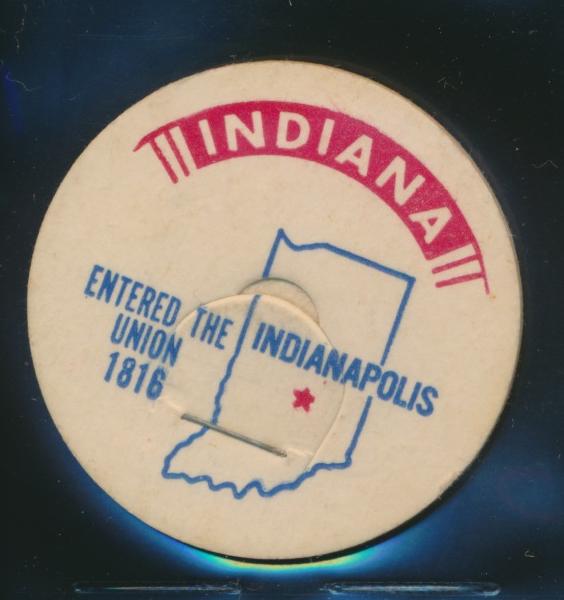 INDIANA
ENTERED THE
UNION
1816
INDIANAPOLIS